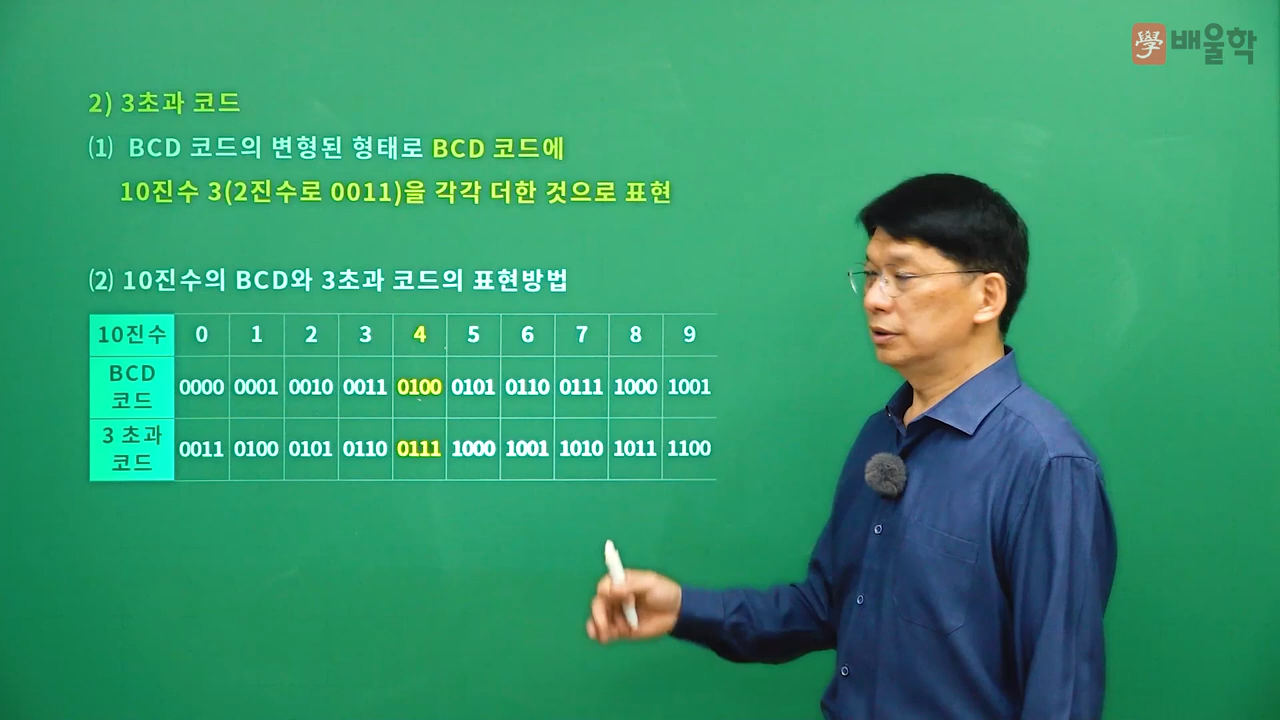 學 배울학
2) 3초과 코드
(1) BCD 코드의 변형된 형태로 BCD 코드에
10진수 3(2진수로 0011)을 각각 더한 것으로 표현
(2) 10진수의 BCD와 3초과 코드의 표현방법
10진수 0 1 2 3 4 5 6 7 8 9
BCD 코드 0000 0001 0010 0011 0100 0101 0110 0111 1000 1001
3 초과 코드 0011 0100 0101 0110 0111 1000 1001 1010 1011 1100